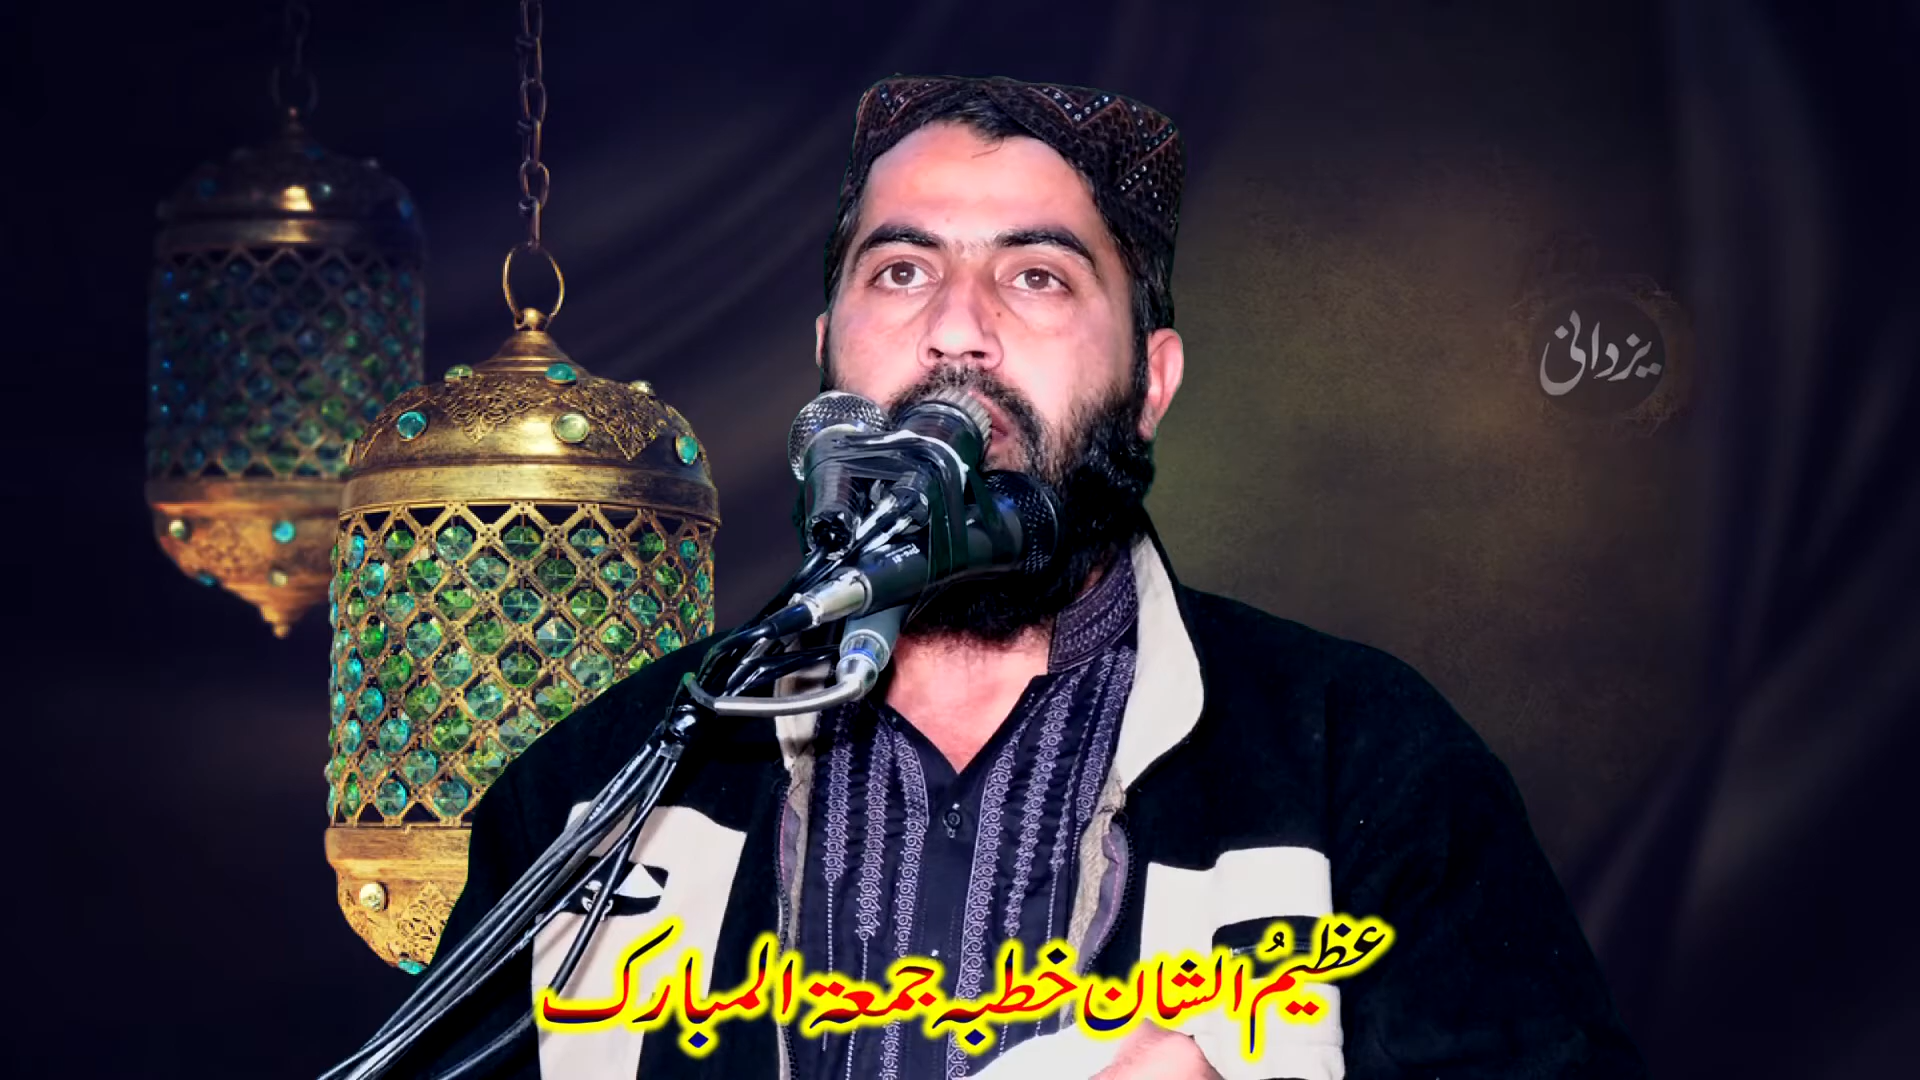 یزدانی
عظیمُ الشان خطبہ جمعۃ المبارک